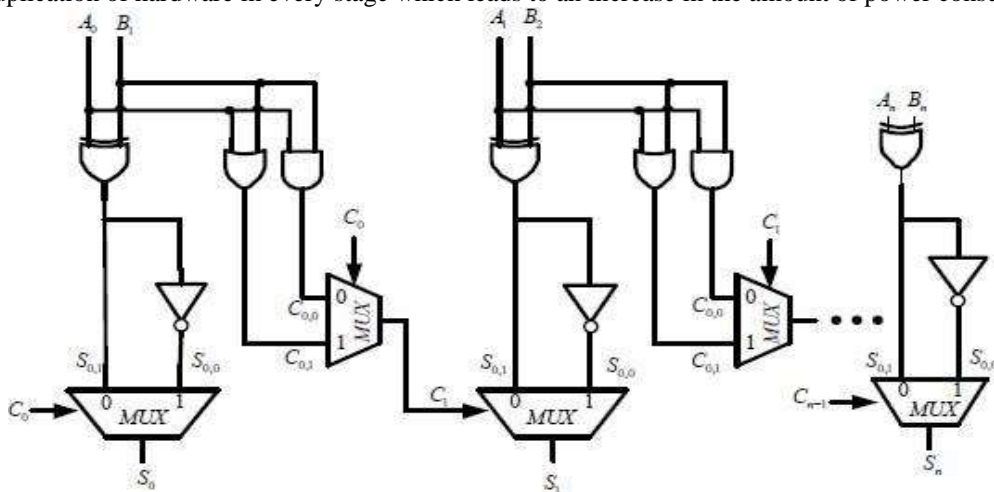 plication of hardware in every stage which leads to an increase in the amount of power
A₀ B₁
A₁ B₂
Aₙ Bₙ
C₀
C₁
0
C₀,₀
MUX
1
C₀,₁
0
C₀,₀
MUX
1
C₀,₁
S₀,₁ S₀,₀
S₀,₁ S₀,₀
S₀,₁ S₀,₀
C₀
0 1
MUX
C₁
0 1
MUX
Cₙ₋₁
0 1
MUX
S₀
S₁
Sₙ